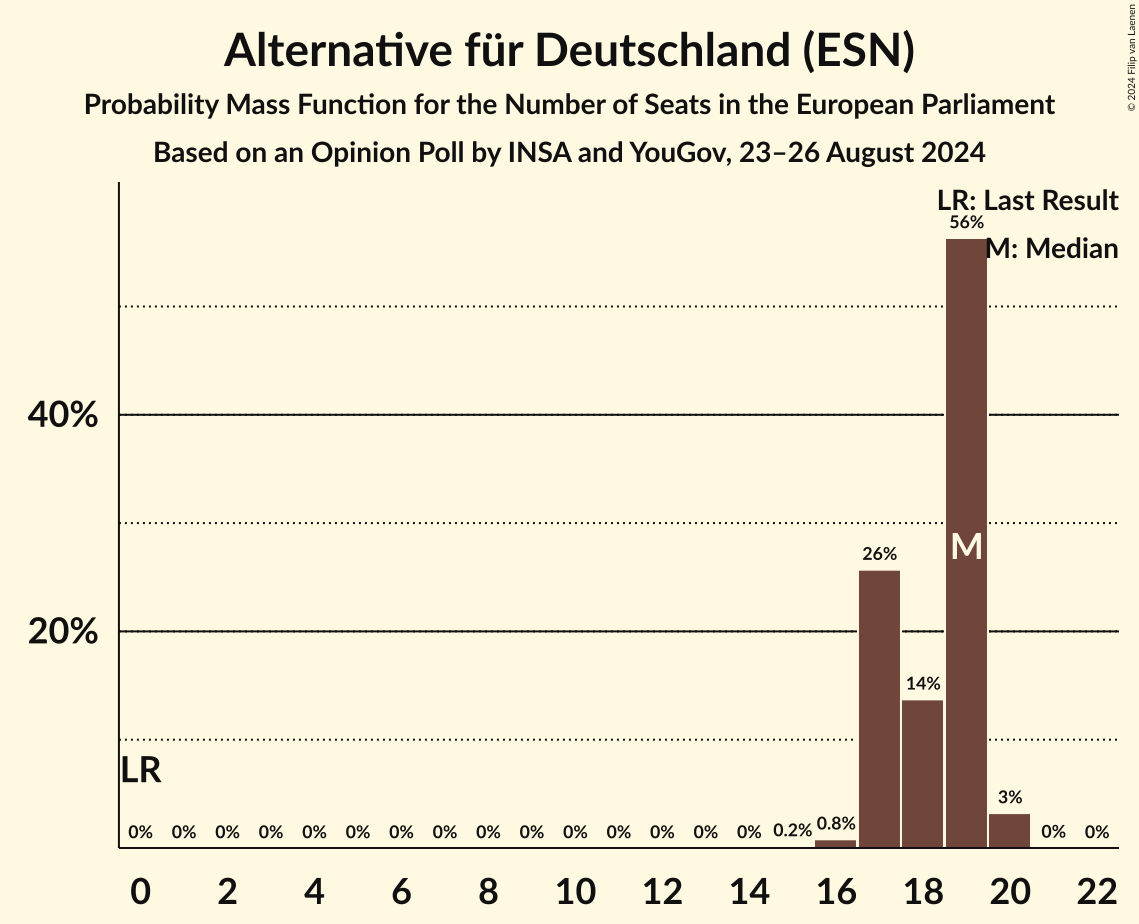 Alternative für Deutschland (ESN)
Probability Mass Function for the Number of Seats in the European Parliament
Based on an Opinion Poll by INSA and YouGov, 23–26 August 2024
© 2024 Filip van Laenen
LR: Last Result
M: Median
56%
40%
M
26%
20%
14%
LR
3%
0% 0% 0% 0% 0% 0% 0% 0% 0% 0% 0% 0% 0% 0% 0% 0.2% 0.8% 0% 0%
0 2 4 6 8 10 12 14 16 18 20 22